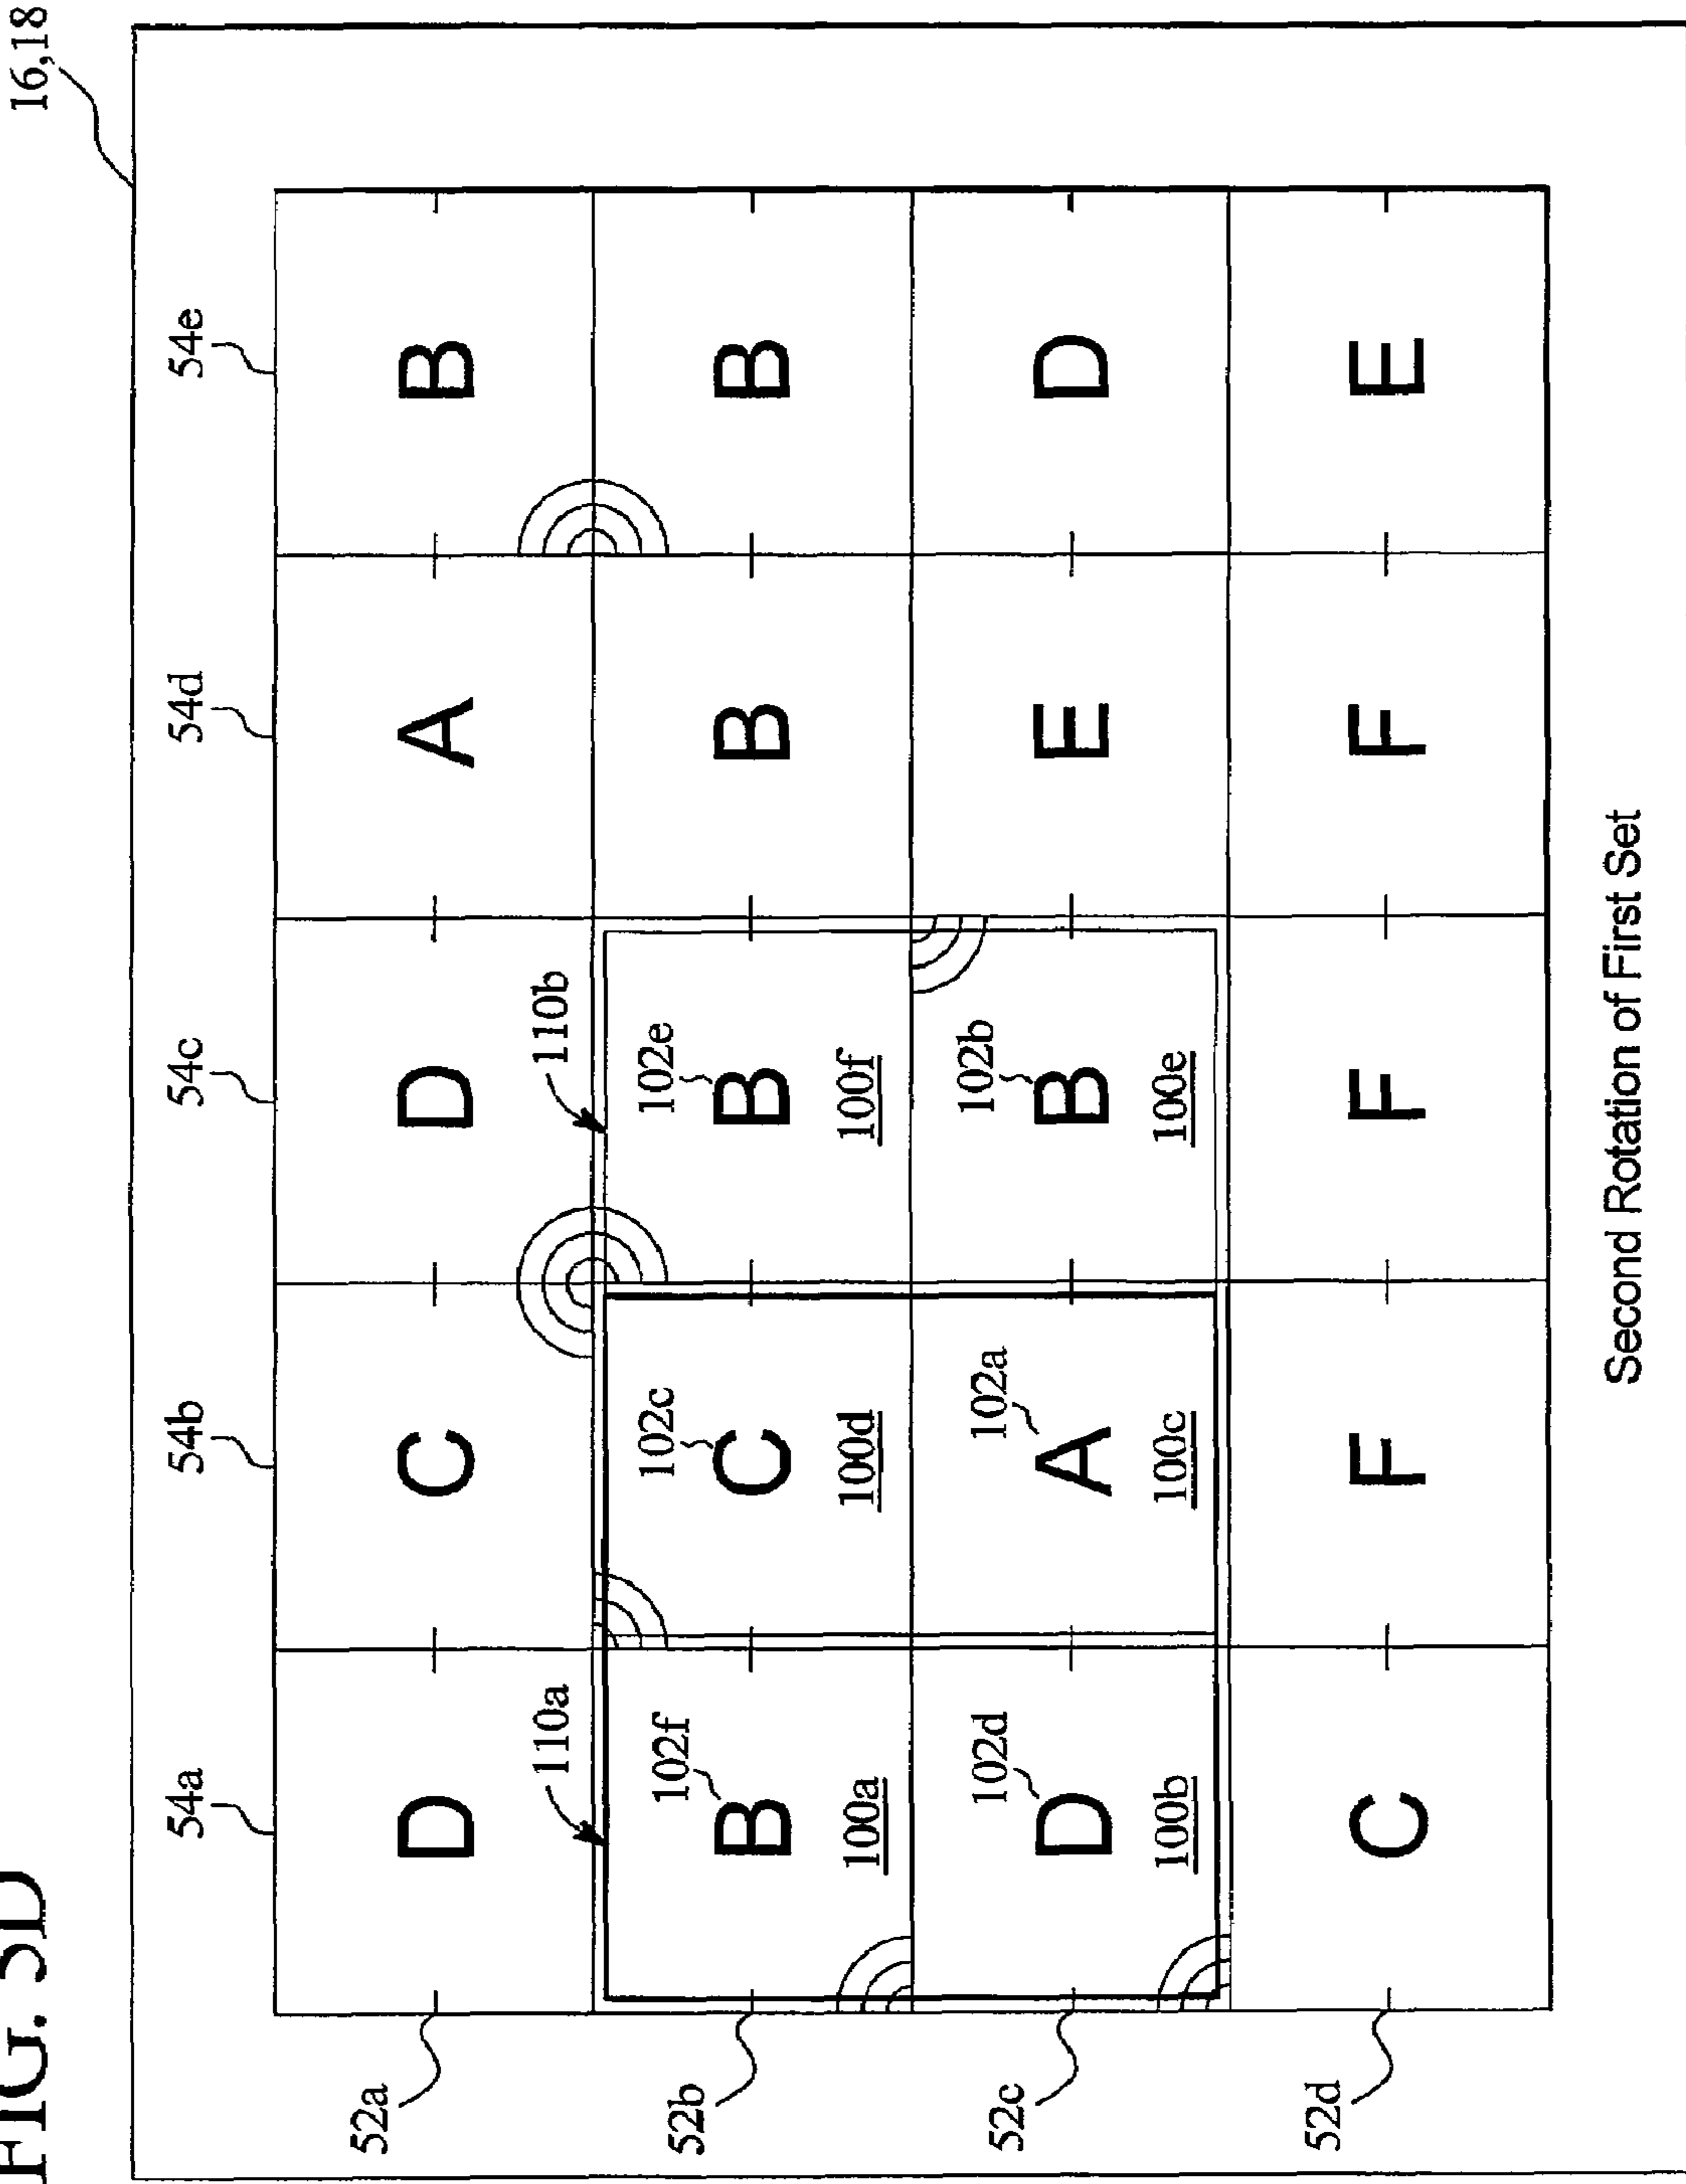 FIG. 5D
16,18
54a 54b 54c 54d 54e
52a D C D A B
110a 110b
102f 102c 102e
52b B C B B B
100a 100d 100f
102d 102a 102b
52c D A B E D
100b 100c 100e
52d C F F F E
Second Rotation of First Set